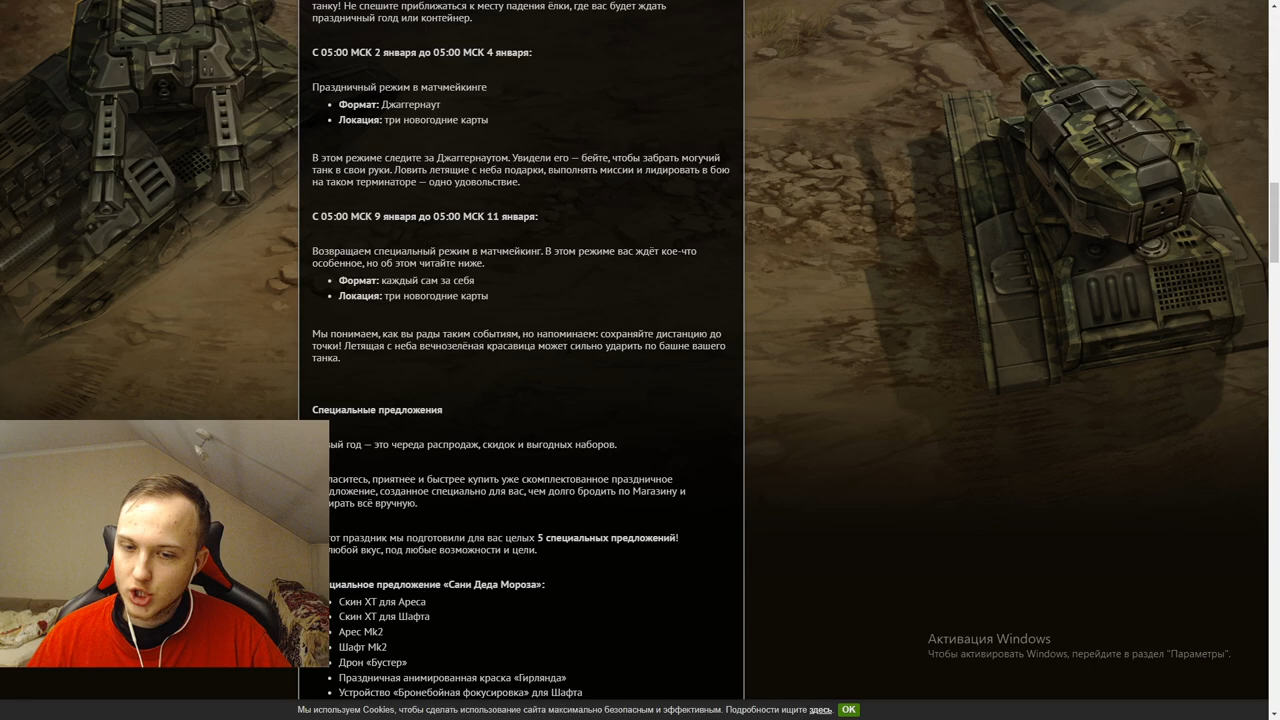 танку! Не спешите приближаться к месту падения ёлки, где вас будет ждать
праздничный голд или контейнер.
С 05:00 МСК 2 января до 05:00 МСК 4 января:
Праздничный режим в матчмейкинге
• Формат: Джаггернаут
• Локация: три новогодние карты
В этом режиме следите за Джаггернаутом. Увидели его — бейте, чтобы забрать могучий
танк в свои руки. Ловить летящие с неба подарки, выполнять миссии и лидировать в бою
на таком терминаторе — одно удовольствие.
С 05:00 МСК 9 января до 05:00 МСК 11 января:
Возвращаем специальный режим в матчмейкинг. В этом режиме вас ждёт кое-что
особенное, но об этом читайте ниже.
• Формат: каждый сам за себя
• Локация: три новогодние карты
Мы понимаем, как вы рады таким событиям, но напоминаем: сохраняйте дистанцию до
точки! Летящая с неба вечнозелёная красавица может сильно ударить по башне вашего
танка.
Специальные предложения
год — это череда распродаж, скидок и выгодных наборов.
приятнее и быстрее купить уже скомплектованное праздничное
созданное специально для вас, чем долго бродить по Магазину и
всё вручную.
праздник мы подготовили для вас целых 5 специальных предложений!
любой вкус, под любые возможности и цели.
предложение «Сани Деда Мороза»:
• Скин XT для Ареса
• Скин XT для Шафта
• Арес Mk2
• Шафт Mk2
• Дрон «Бустер»
• Праздничная анимированная краска «Гирлянда»
• Устройство «Бронебойная фокусировка» для Шафта
Активация Windows
Чтобы активировать Windows, перейдите в раздел "Параметры".
Мы используем Cookies, чтобы сделать использование сайта максимально безопасным и эффективным. Подробности ищите здесь. OK